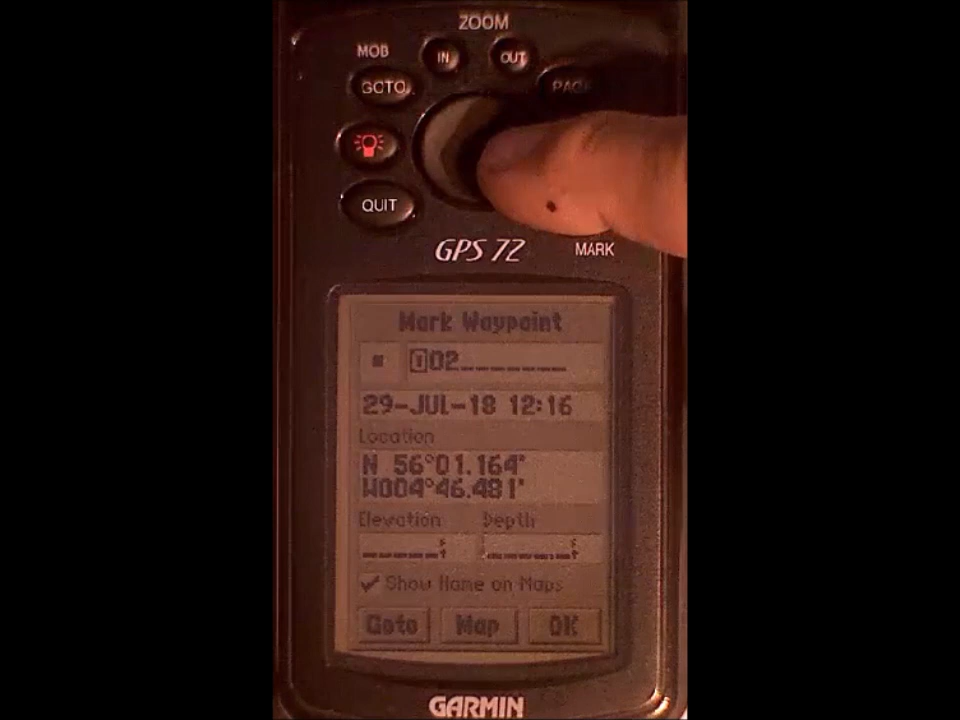 ZOOM
MOB
IN
OUT
GOTO
PAGE
QUIT
GPS 72
MARK
Mark Waypoint
002
29-JUL-18 12:16
Location
N 56°01.164'
W004°46.481'
Elevation Depth
Show Name on Maps
Goto Map OK
GARMIN